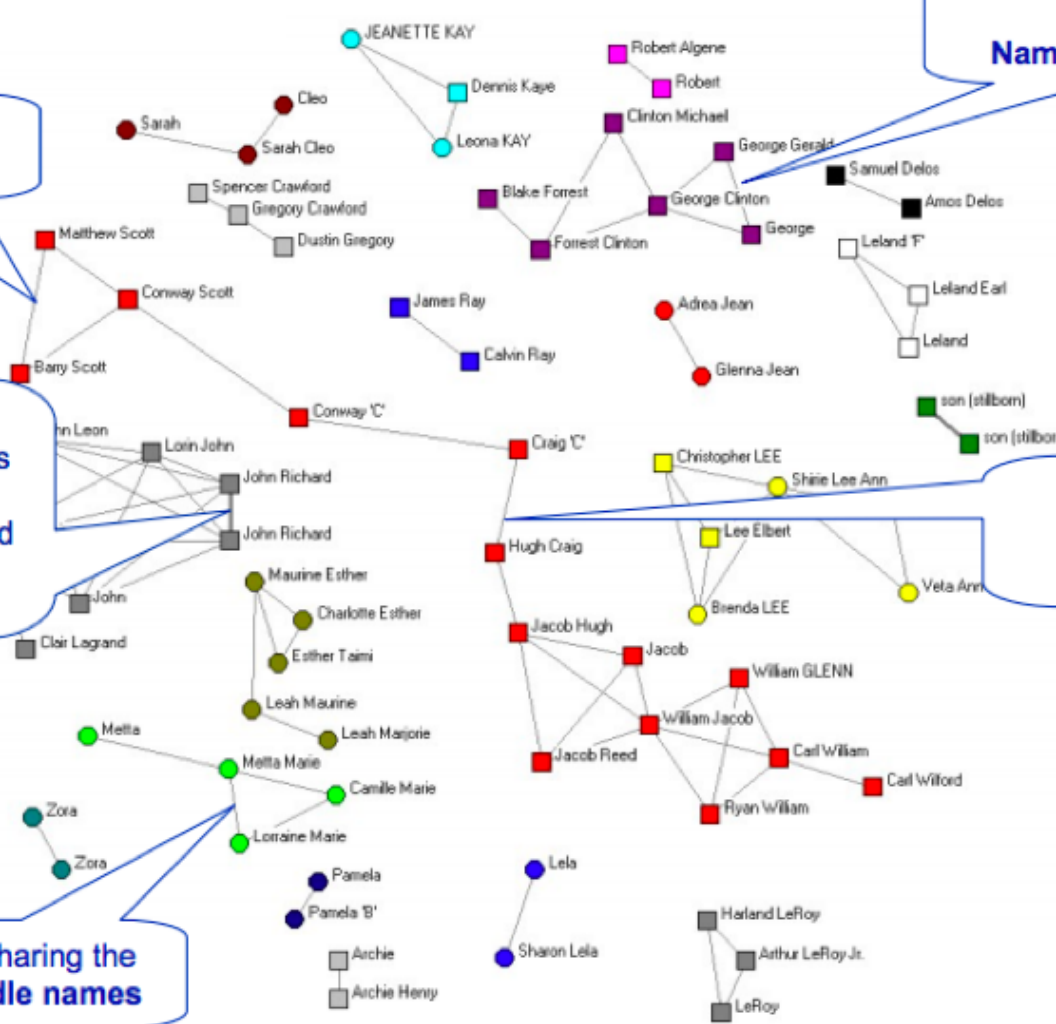 JEANETTE KAY
Robert Algene
Nam
Dennis Kaye
Robert
Cleo
Clinton Michael
Sarah
Sarah Cleo
Leona KAY
George Gerald
Samuel Delos
Spencer Crawford
Blake Forrest
George Clinton
Amos Delos
Gregory Crawford
Matthew Scott
Dustin Gregory
Forrest Clinton
George
Leland 'F'
Conway Scott
James Ray
Adrea Jean
Leland Earl
Leland
Barry Scott
Calvin Ray
Glenna Jean
Conway 'C'
son (stillborn)
hn Leon
Lorin John
Craig 'C'
son (stillbor
s
John Richard
Christopher LEE
Shirie Lee Ann
d
John Richard
Hugh Craig
Lee Elbert
Maurine Esther
Veta Ann
John
Charlotte Esther
Brenda LEE
Clair Lagrand
Esther Taimi
Jacob Hugh
Jacob
William GLENN
Leah Maurine
William Jacob
Metta
Leah Marjorie
Jacob Reed
Carl William
Metta Marie
Camille Marie
Carl Wilford
Zora
Lorraine Marie
Ryan William
Zora
Pamela
Lela
Pamela 'B'
Harland LeRoy
haring the
Archie
Sharon Lela
Arthur LeRoy Jr.
dle names
Archie Henry
LeRoy